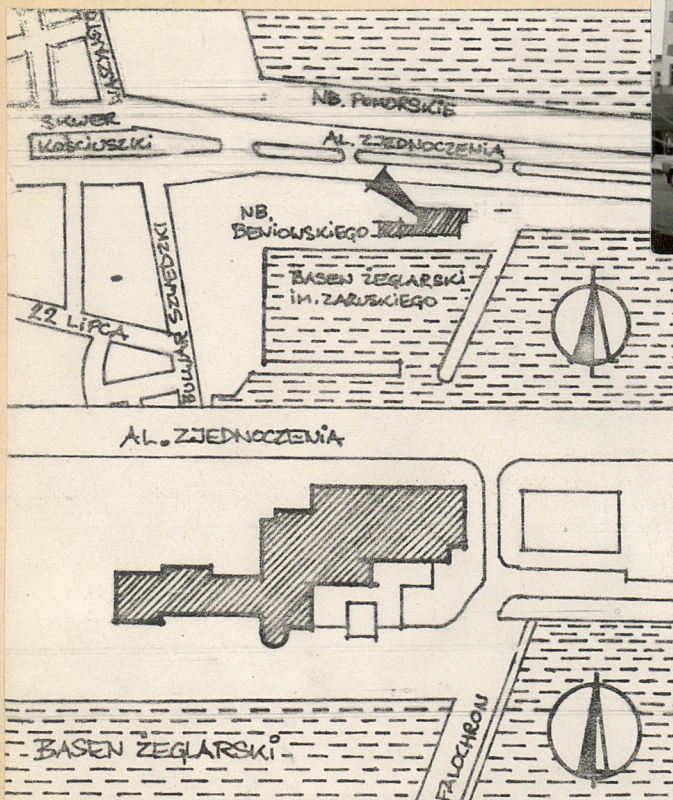 WASZYNGTO
NB. POMORSKIE
SKWER
KOŚCIUSZKI
AL. ZJEDNOCZENIA
NB.
BENIOWSKIEGO
BASEN ŻEGLARSKI
im. ZARUSKIEGO
BULWAR SZWEDZKI
22 LIPCA
AL. ZJEDNOCZENIA
BASEN ŻEGLARSKI
FALOCHRON